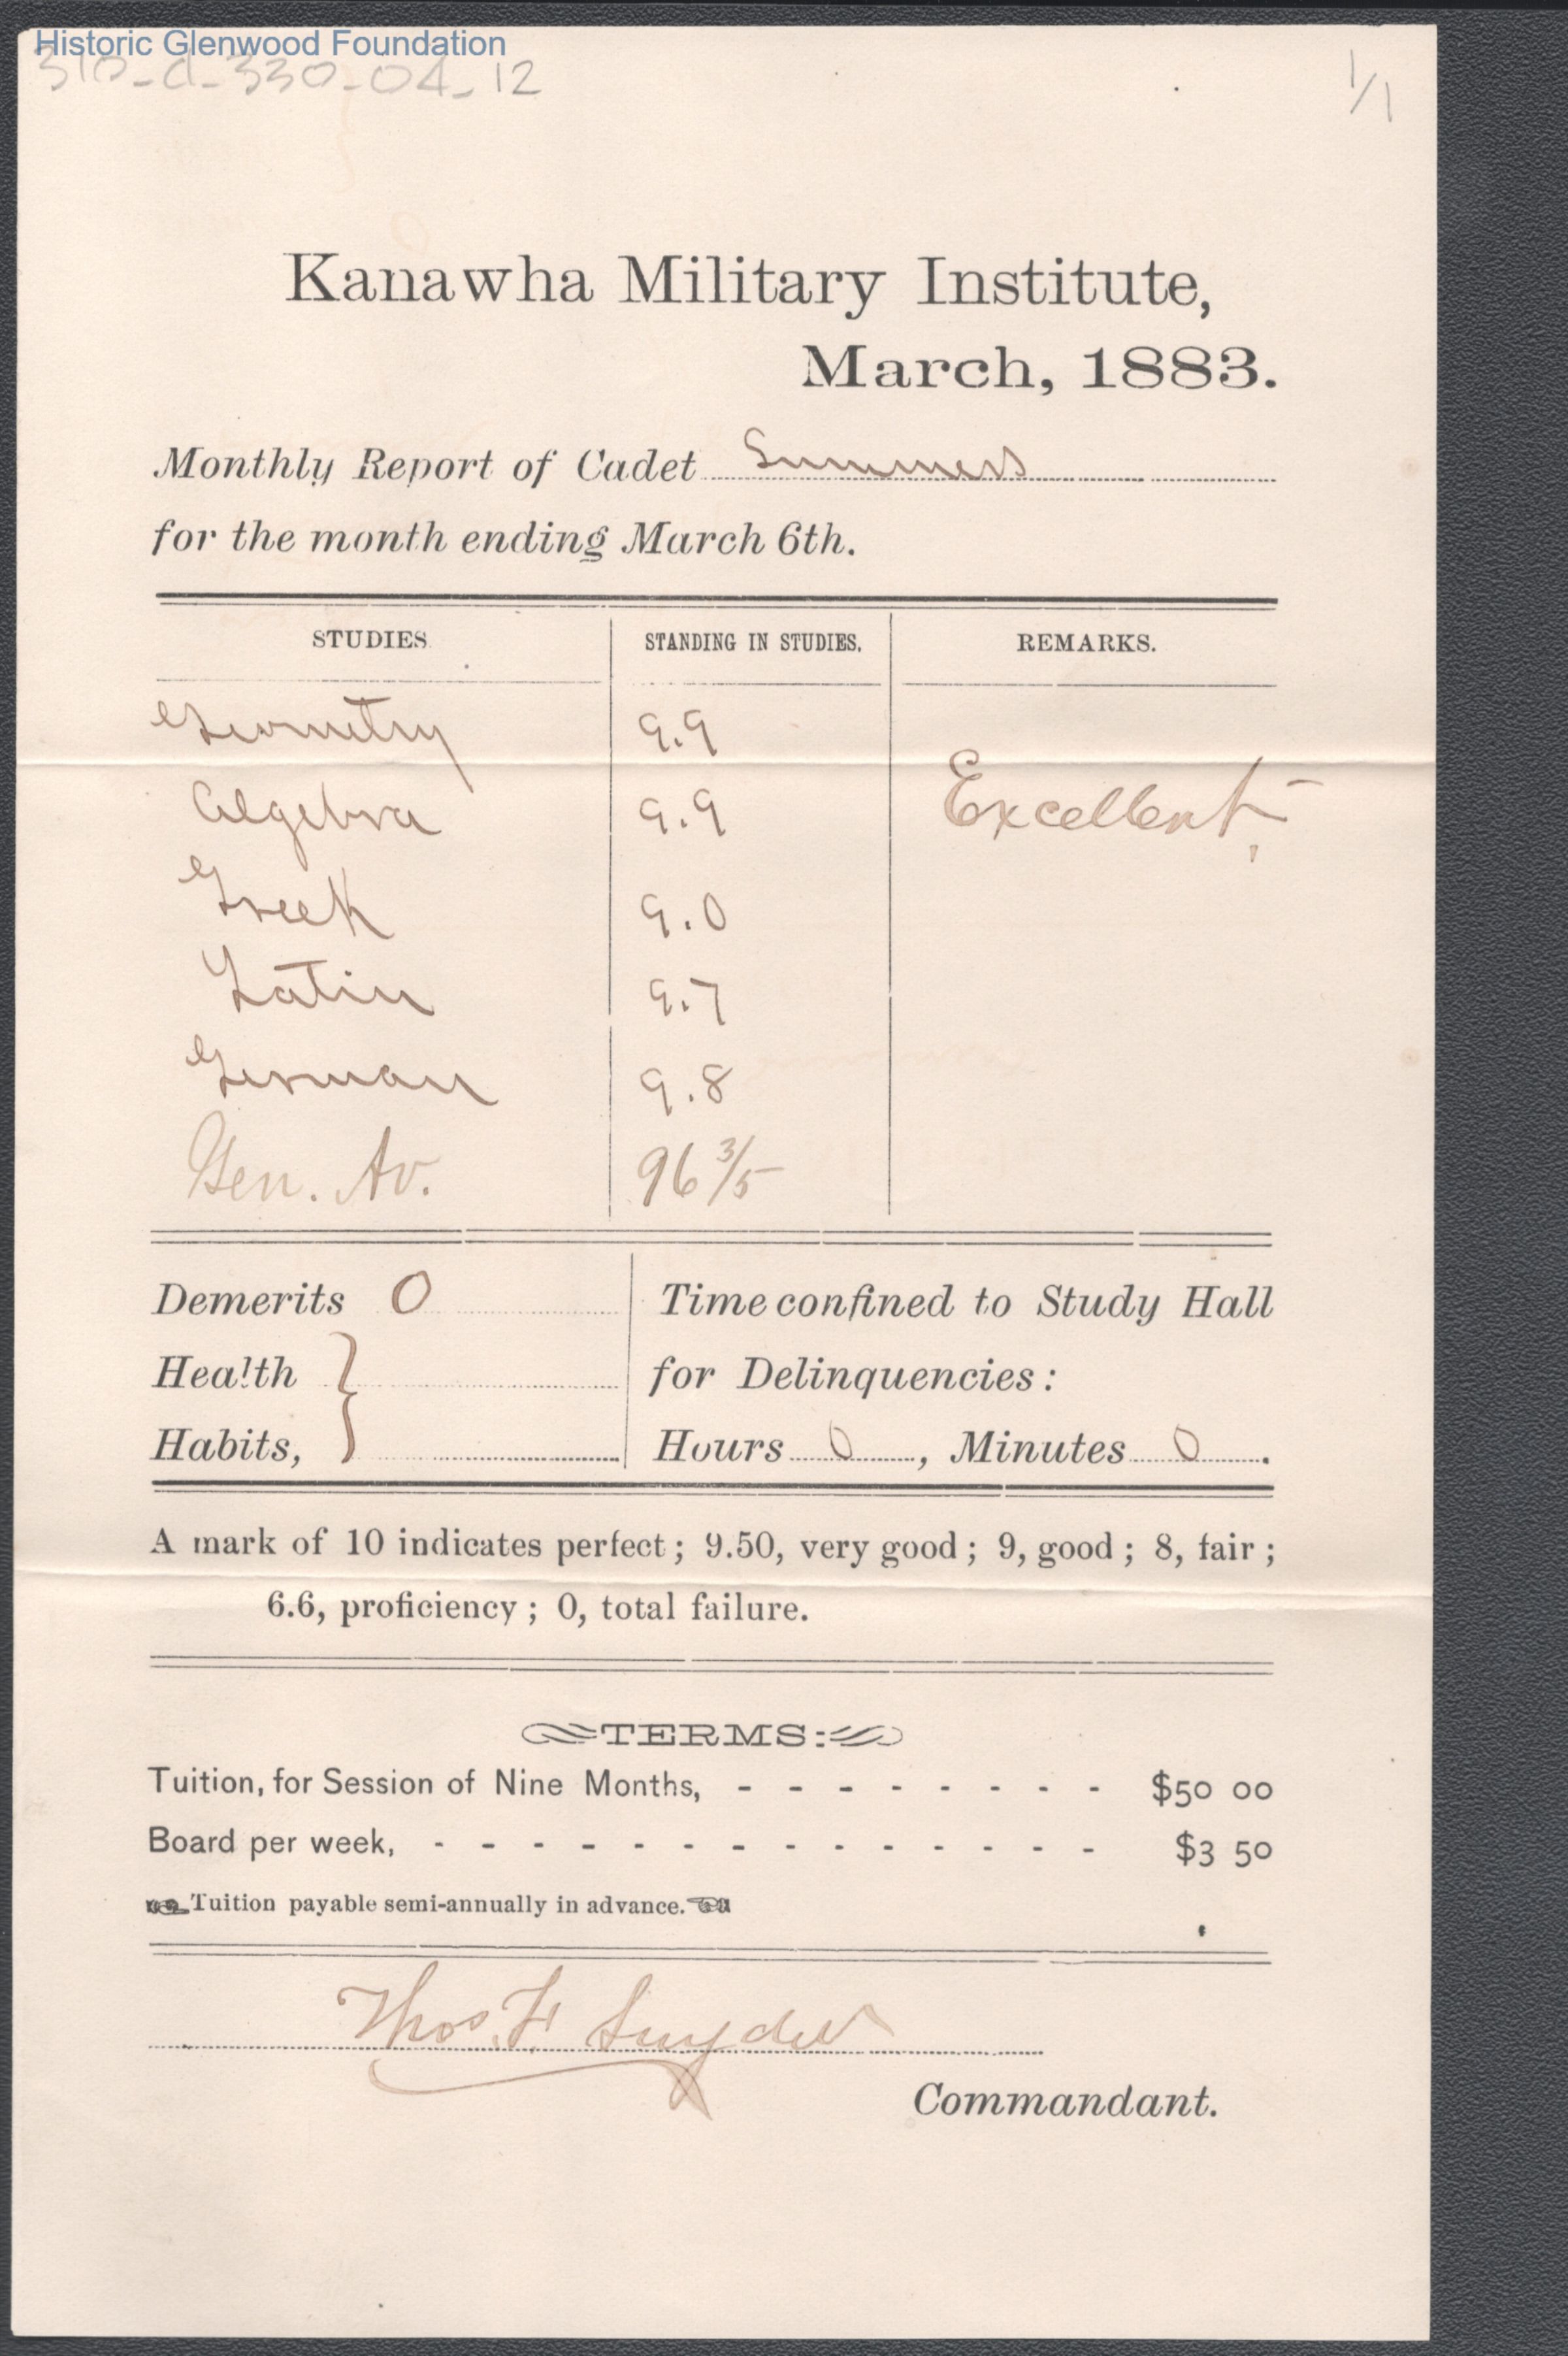 Historic Glenwood Foundation
310-d-330-04-12
1/1
Kanawha Military Institute,
March, 1883.
Monthly Report of Cadet Summers
for the month ending March 6th.
STUDIES. STANDING IN STUDIES. REMARKS.
Geometry 9.9
Algebra 9.9 Excellent
Greek 9.0
Latin 9.7
German 9.8
Gen. Av. 96 3/5
Demerits 0 Time confined to Study Hall
Health for Delinquencies:
Habits, Hours 0, Minutes 0.
A mark of 10 indicates perfect; 9.50, very good; 9, good; 8, fair;
6.6, proficiency; 0, total failure.
TERMS:
Tuition, for Session of Nine Months, - - - - - - - - $50 00
Board per week, - - - - - - - - - - - - - - $3 50
Tuition payable semi-annually in advance.
Thos. F. Snyder
Commandant.